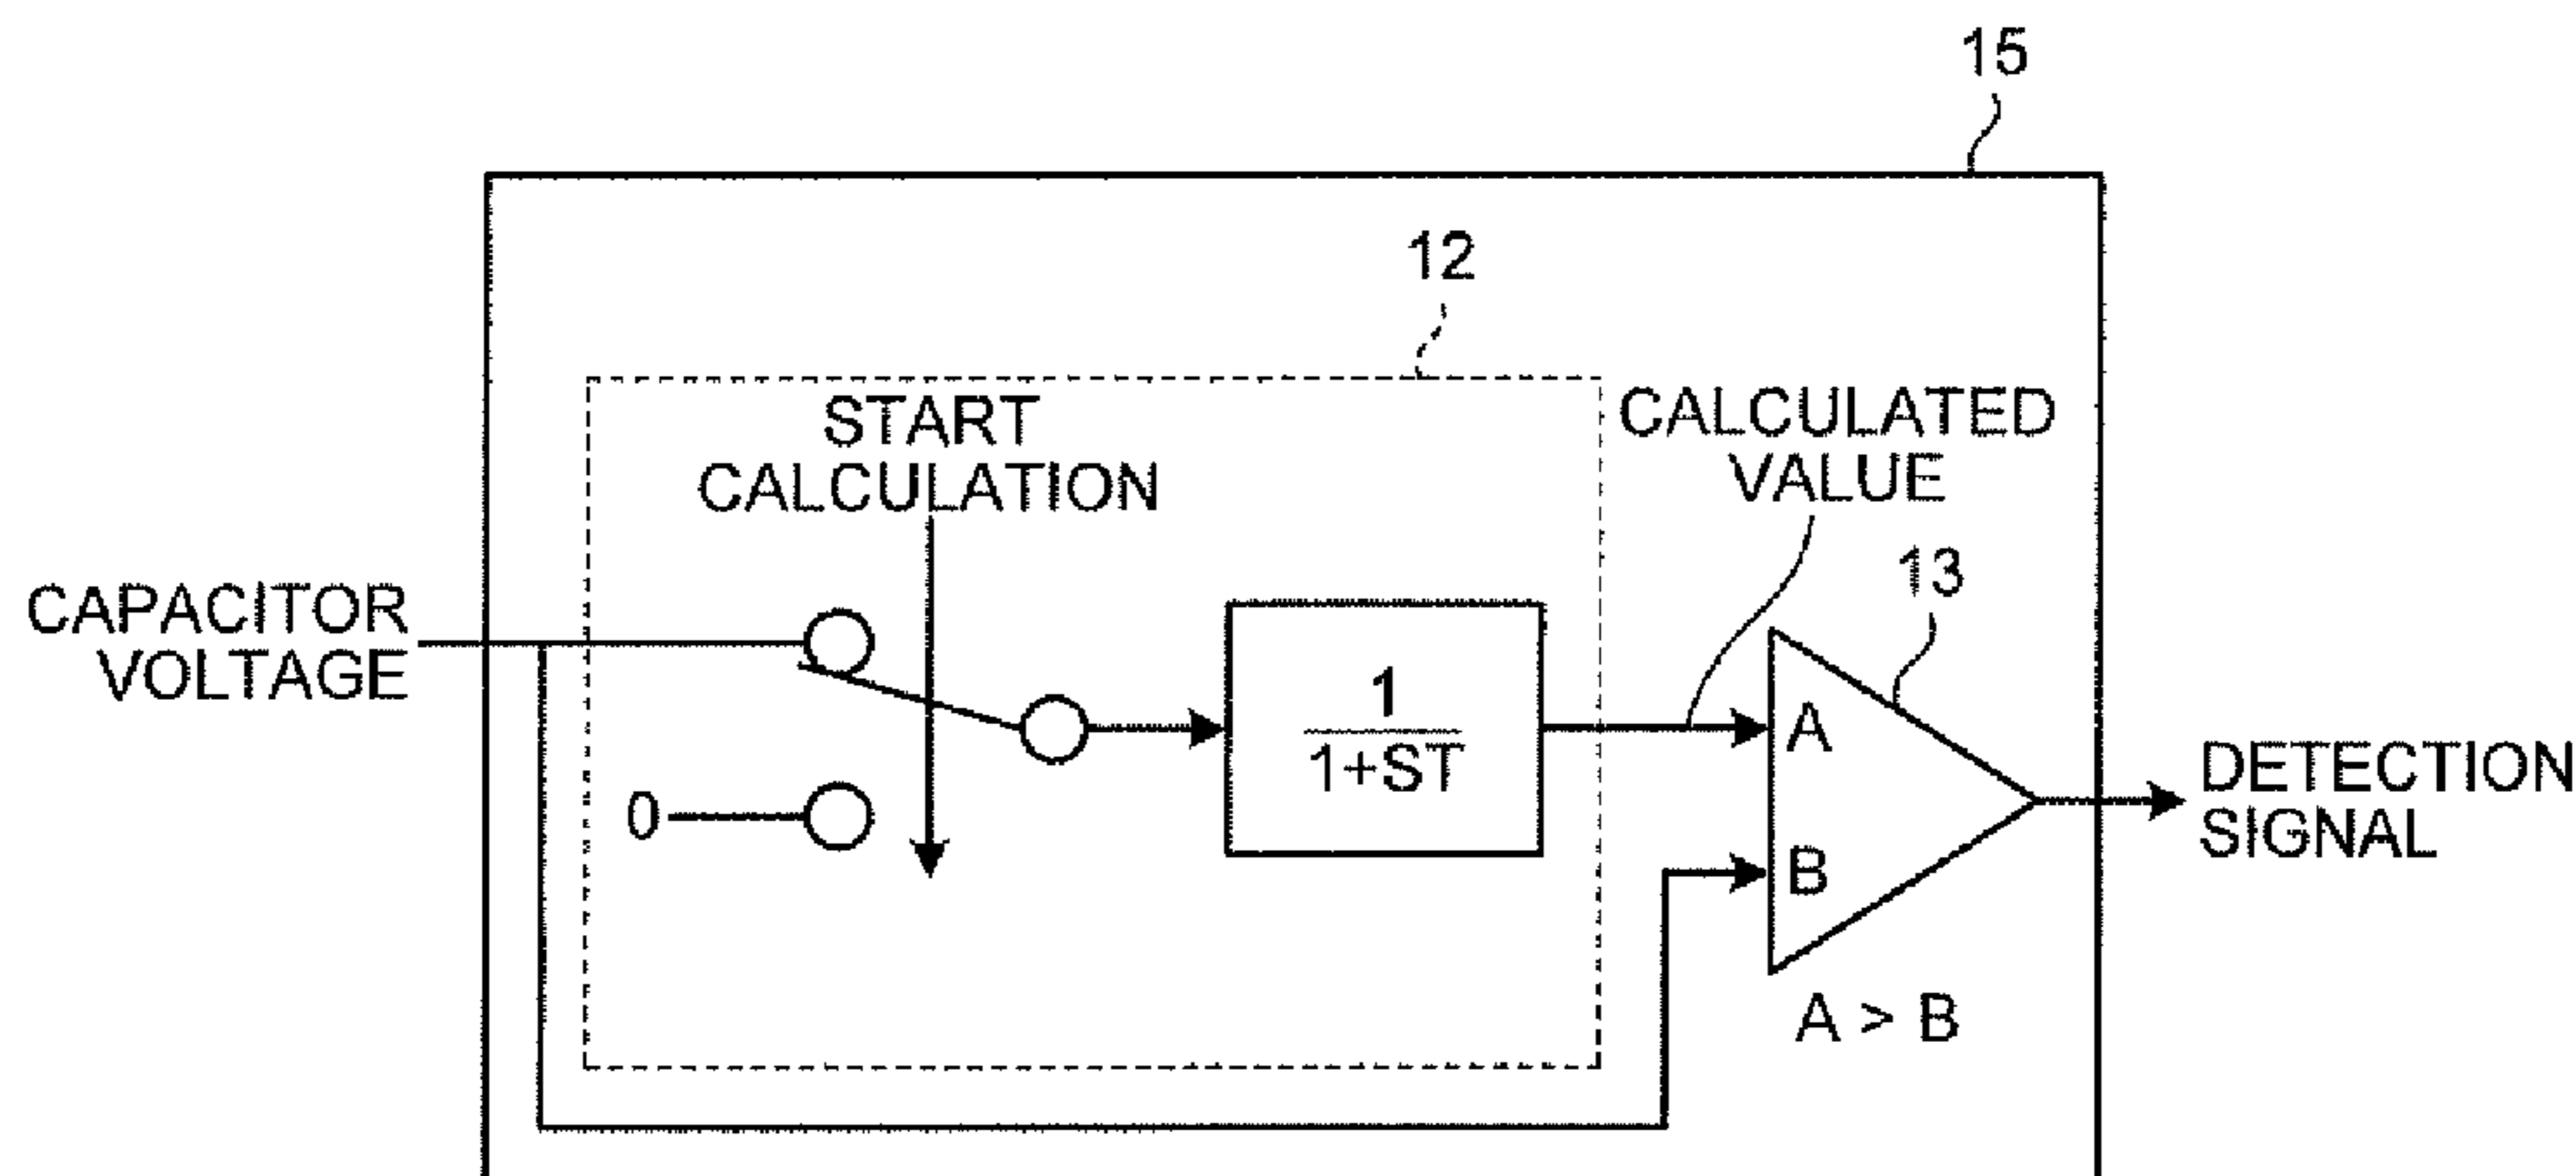 15
12
START
CALCULATION
CALCULATED
VALUE
13
CAPACITOR
VOLTAGE
0
1
1+ST
A
B
A > B
DETECTION
SIGNAL